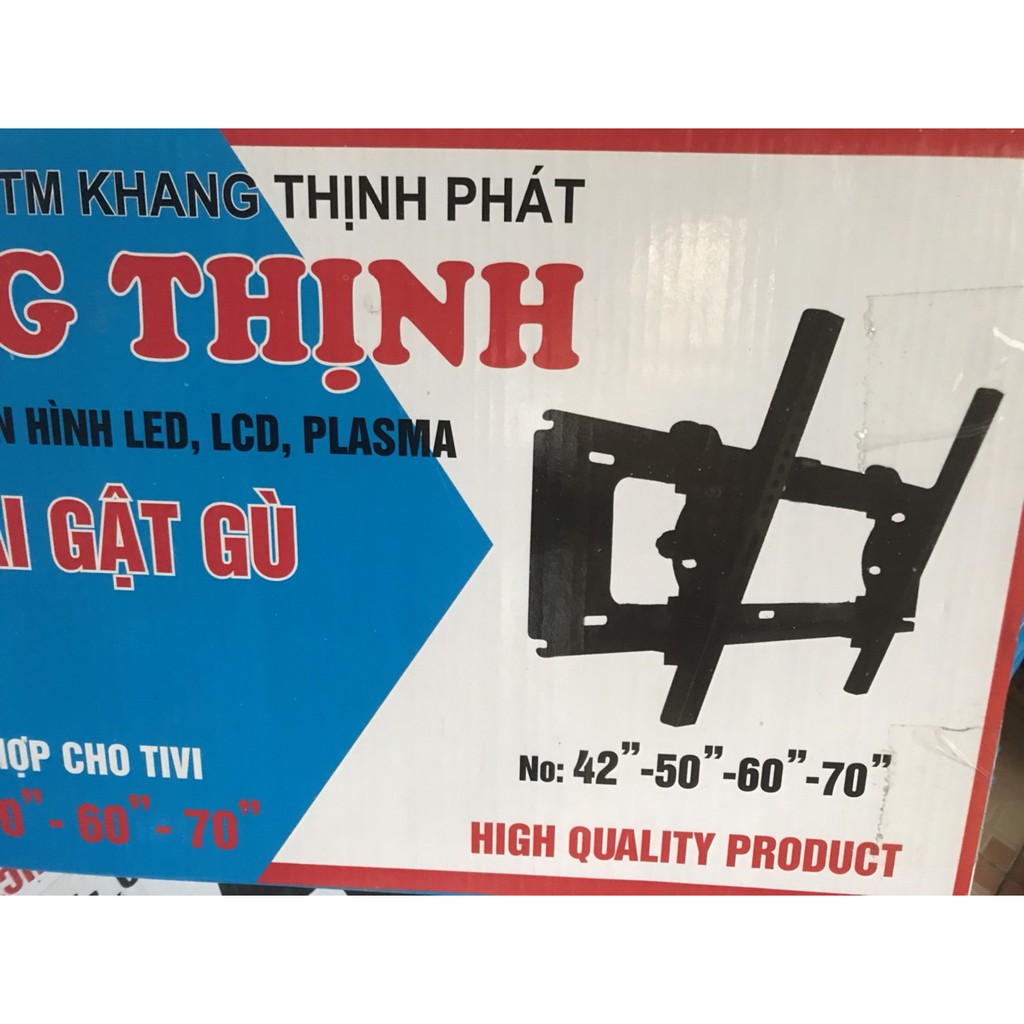 TM KHANG THỊNH PHÁT
G THỊNH
N HÌNH LED, LCD, PLASMA
ẢI GẬT GÙ
HỢP CHO TIVI
0"- 60"- 70"
No: 42"-50"-60"-70"
HIGH QUALITY PRODUCT